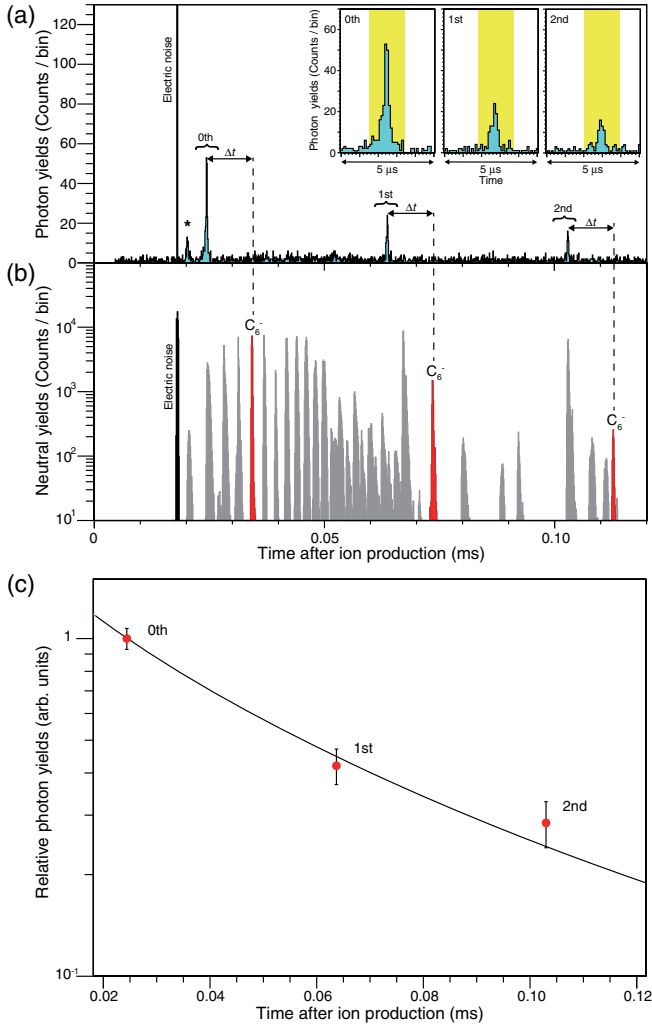 (a)
Photon yields (Counts / bin)
120
100
80
60
40
20
0
Electric noise
*
0th
Δt
1st
Δt
2nd
Δt
Photon yields (Counts / bin)
60
40
20
0
0th
1st
2nd
5 μs
5 μs
5 μs
Time
(b)
Neutral yields (Counts / bin)
10⁴
10³
10²
10¹
Electric noise
C₆⁻
C₆⁻
C₆⁻
0
0.05
0.10
Time after ion production (ms)
(c)
Relative photon yields (arb. units)
1
10⁻¹
0th
1st
2nd
0.02
0.04
0.06
0.08
0.10
0.12
Time after ion production (ms)